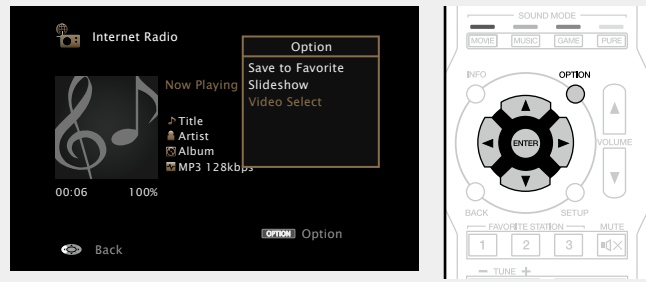 Internet Radio
Option
Save to Favorite
Slideshow
Video Select
Now Playing
Title
Artist
Album
MP3 128kbps
00:06 100%
OPTION Option
Back
SOUND MODE
MOVIE MUSIC GAME PURE
INFO OPTION
ENTER
VOLUME
BACK SETUP
FAVORITE STATION MUTE
1 2 3
TUNE